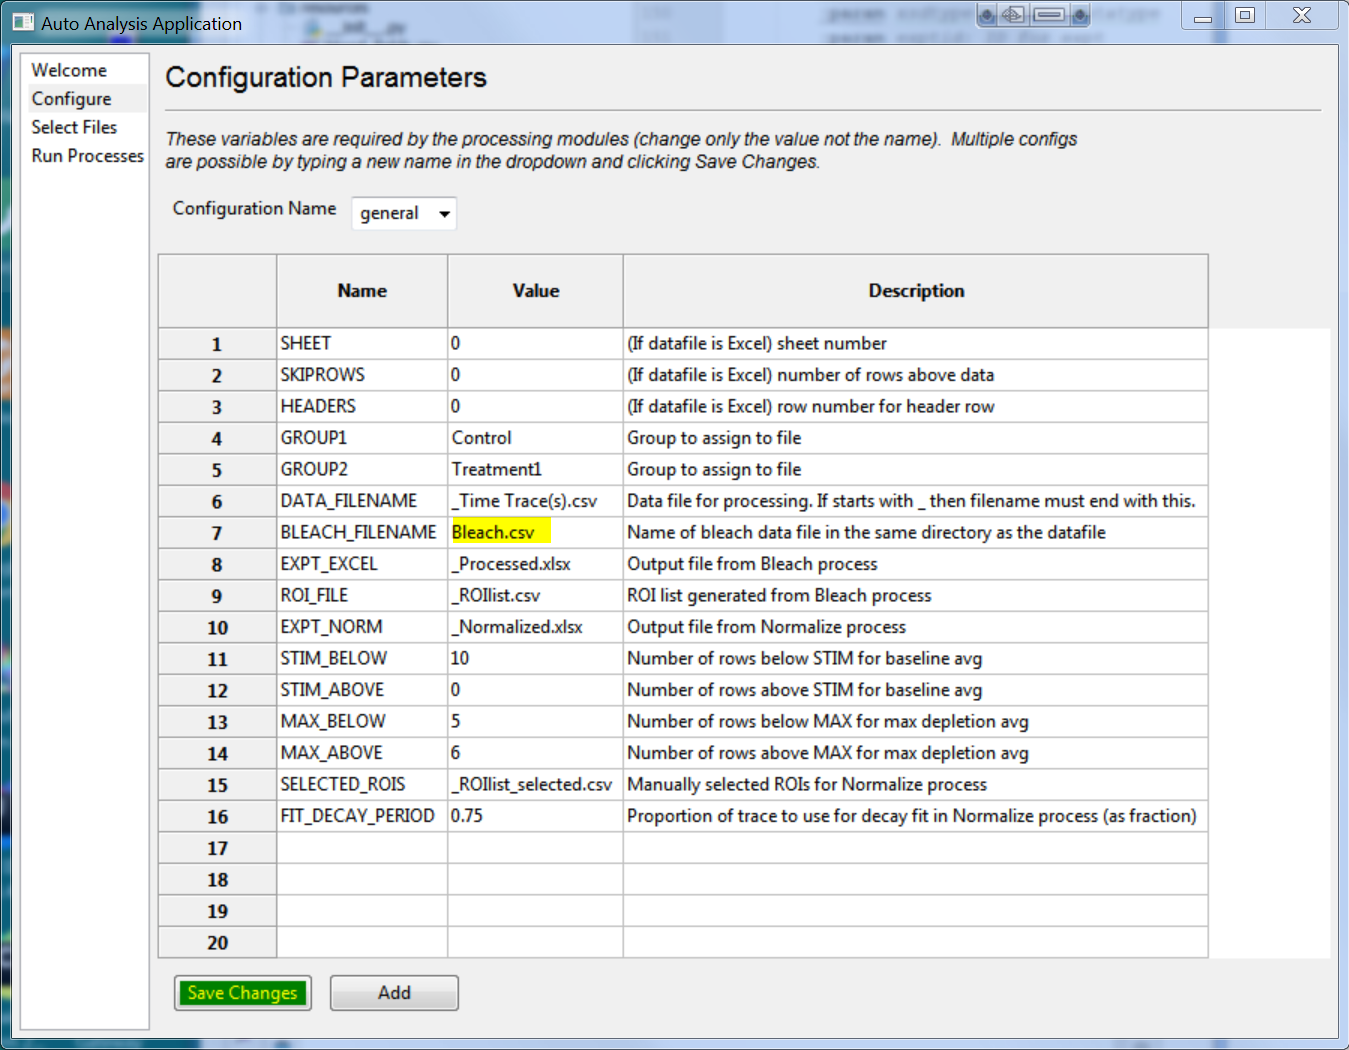 Auto Analysis Application
Welcome
Configure
Select Files
Run Processes
Configuration Parameters
These variables are required by the processing modules (change only the value not the name).  Multiple configs
are possible by typing a new name in the dropdown and clicking Save Changes.
Configuration Name general
Name Value Description
1 SHEET 0 (If datafile is Excel) sheet number
2 SKIPROWS 0 (If datafile is Excel) number of rows above data
3 HEADERS 0 (If datafile is Excel) row number for header row
4 GROUP1 Control Group to assign to file
5 GROUP2 Treatment1 Group to assign to file
6 DATA_FILENAME _Time Trace(s).csv Data file for processing. If starts with _ then filename must end with this.
7 BLEACH_FILENAME Bleach.csv Name of bleach data file in the same directory as the datafile
8 EXPT_EXCEL _Processed.xlsx Output file from Bleach process
9 ROI_FILE _ROIlist.csv ROI list generated from Bleach process
10 EXPT_NORM _Normalized.xlsx Output file from Normalize process
11 STIM_BELOW 10 Number of rows below STIM for baseline avg
12 STIM_ABOVE 0 Number of rows above STIM for baseline avg
13 MAX_BELOW 5 Number of rows below MAX for max depletion avg
14 MAX_ABOVE 6 Number of rows above MAX for max depletion avg
15 SELECTED_ROIS _ROIlist_selected.csv Manually selected ROIs for Normalize process
16 FIT_DECAY_PERIOD 0.75 Proportion of trace to use for decay fit in Normalize process (as fraction)
17
18
19
20
Save Changes Add